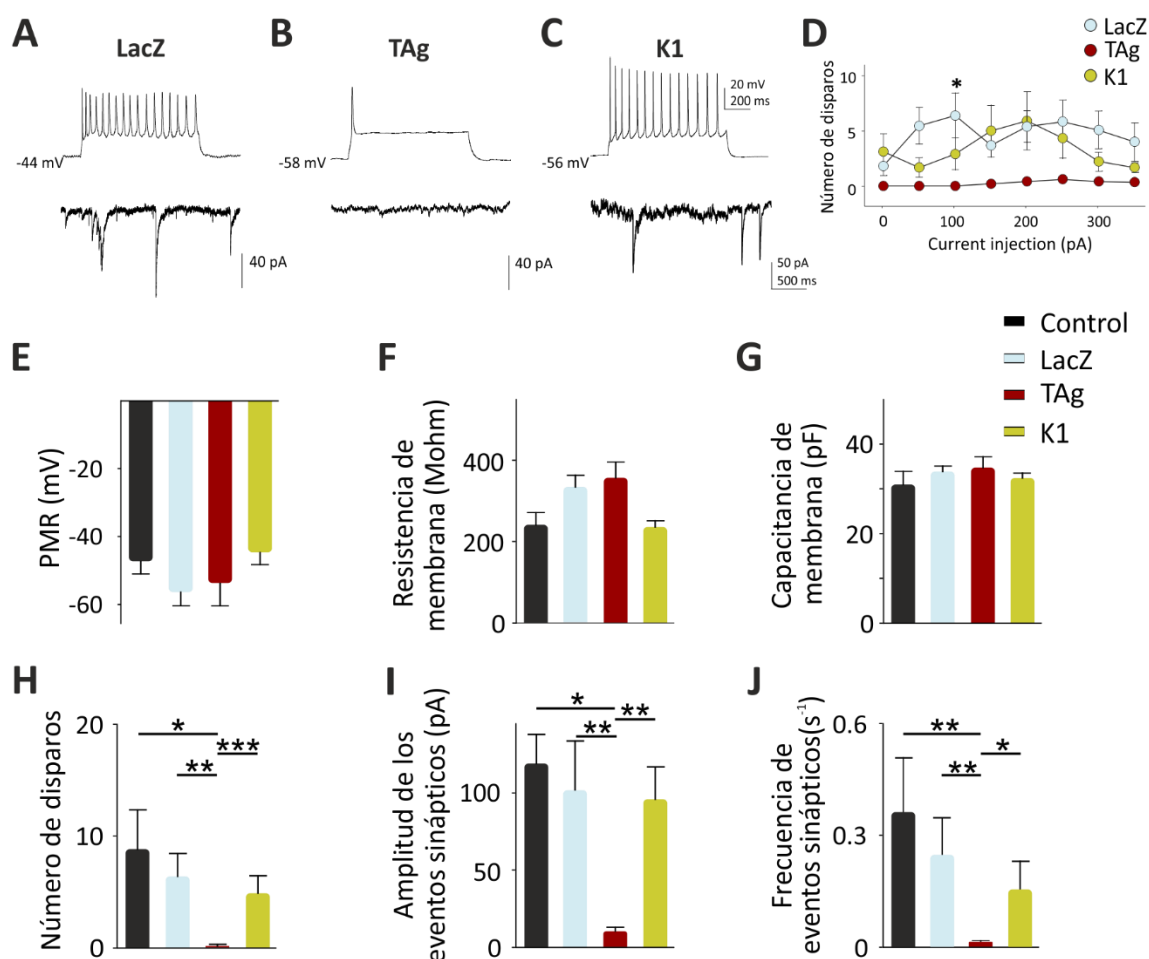 A
LacZ
-44 mV
40 pA
B
TAg
-58 mV
40 pA
C
K1
20 mV
200 ms
-56 mV
50 pA
500 ms
D
LacZ
TAg
K1
*
Número de disparos
10
5
0
0
100
200
300
Current injection (pA)
Control
LacZ
TAg
K1
E
PMR (mV)
-20
-40
-60
F
Resistencia de
membrana (Mohm)
400
200
0
G
Capacitancia de
membrana (pF)
40
20
0
H
Número de disparos
20
10
0
*
***
**
I
Amplitud de los
eventos sinápticos (pA)
100
50
0
*
**
**
J
Frecuencia de
eventos sinápticos(s⁻¹)
0.6
0.3
0
**
*
**